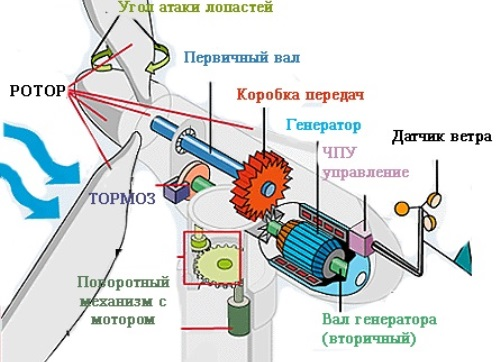 Угол атаки лопастей
Первичный вал
РОТОР
Коробка передач
Генератор
Датчик ветра
ЧПУ
управление
ТОРМОЗ
Поворотный
механизм с
мотором
Вал генератора
(вторичный)